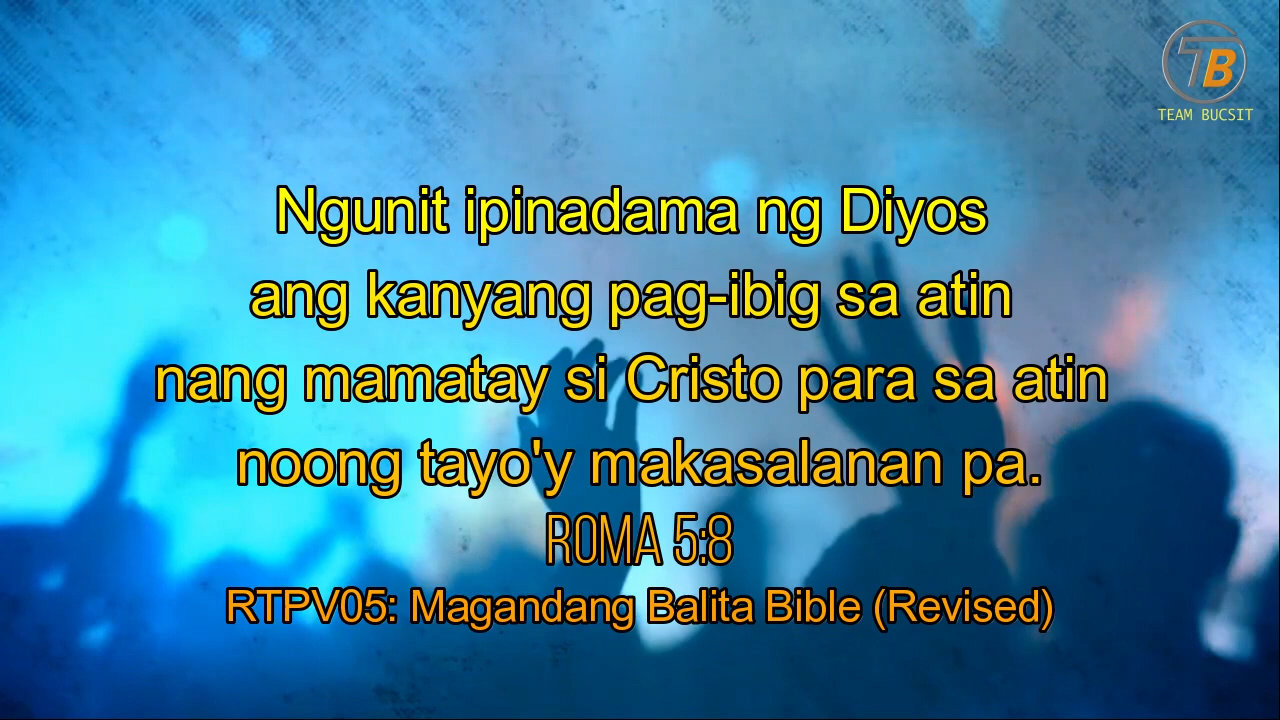 TB
TEAM BUCSIT
Ngunit ipinadama ng Diyos
ang kanyang pag-ibig sa atin
nang mamatay si Cristo para sa atin
noong tayo'y makasalanan pa.
ROMA 5:8
RTPV05: Magandang Balita Bible (Revised)